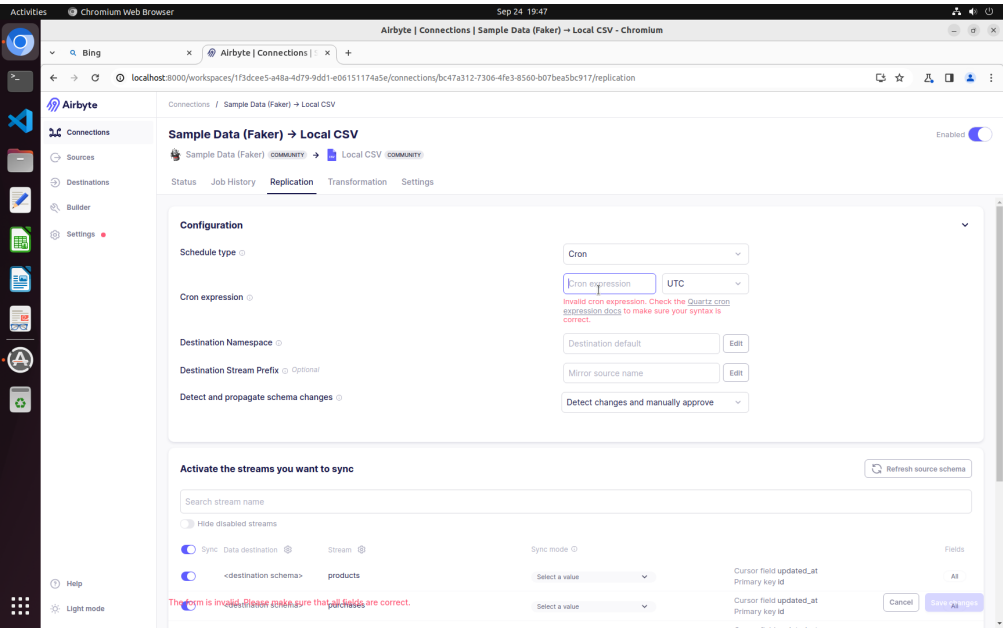 Activities
Chromium Web Browser
Sep 24 19:47
Airbyte | Connections | Sample Data (Faker) → Local CSV - Chromium
Bing
Airbyte | Connections |
localhost:8000/workspaces/1f3dcee5-a48a-4d79-9dd1-e06151174a5e/connections/bc47a312-7306-4fe3-8560-b07bea5bc917/replication
Airbyte
Connections
Sources
Destinations
Builder
Settings
Help
Light mode
Connections / Sample Data (Faker) → Local CSV
Sample Data (Faker) → Local CSV
Enabled
Sample Data (Faker) COMMUNITY → Local CSV COMMUNITY
Status Job History Replication Transformation Settings
Configuration
Schedule type
Cron
Cron expression
Cron expression
UTC
Invalid cron expression. Check the Quartz cron
expression docs to make sure your syntax is
correct.
Destination Namespace
Destination default
Edit
Destination Stream Prefix Optional
Mirror source name
Edit
Detect and propagate schema changes
Detect changes and manually approve
Activate the streams you want to sync
Refresh source schema
Search stream name
Hide disabled streams
Sync Data destination Stream Sync mode Fields
<destination schema> products Select a value
Cursor field updated_at
Primary key id
All
The form is invalid. Please make sure that all fields are correct.
<destination schema> purchases Select a value
Cursor field updated_at
Primary key id
All
Cancel
Save changes